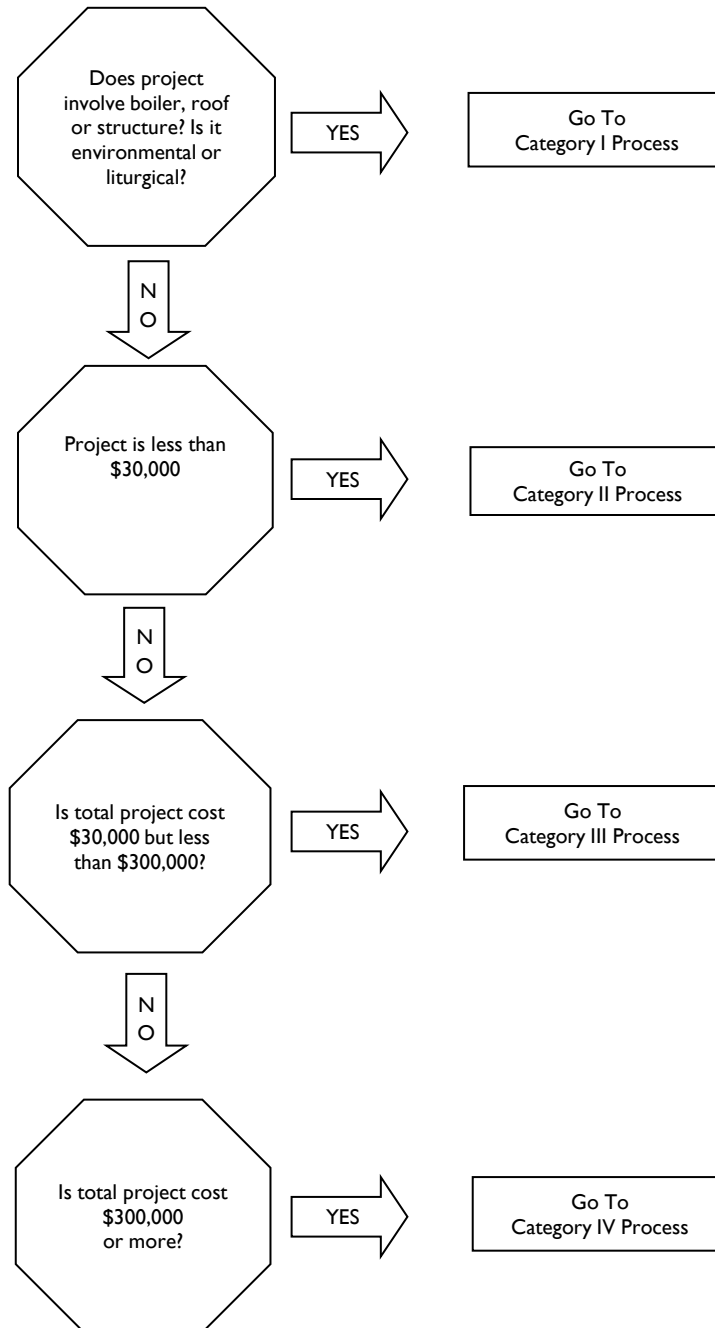 Does project
involve boiler, roof
or structure? Is it
environmental or
liturgical?
YES
Go To
Category I Process
N
O
Project is less than
$30,000
YES
Go To
Category II Process
N
O
Is total project cost
$30,000 but less
than $300,000?
YES
Go To
Category III Process
N
O
Is total project cost
$300,000
or more?
YES
Go To
Category IV Process